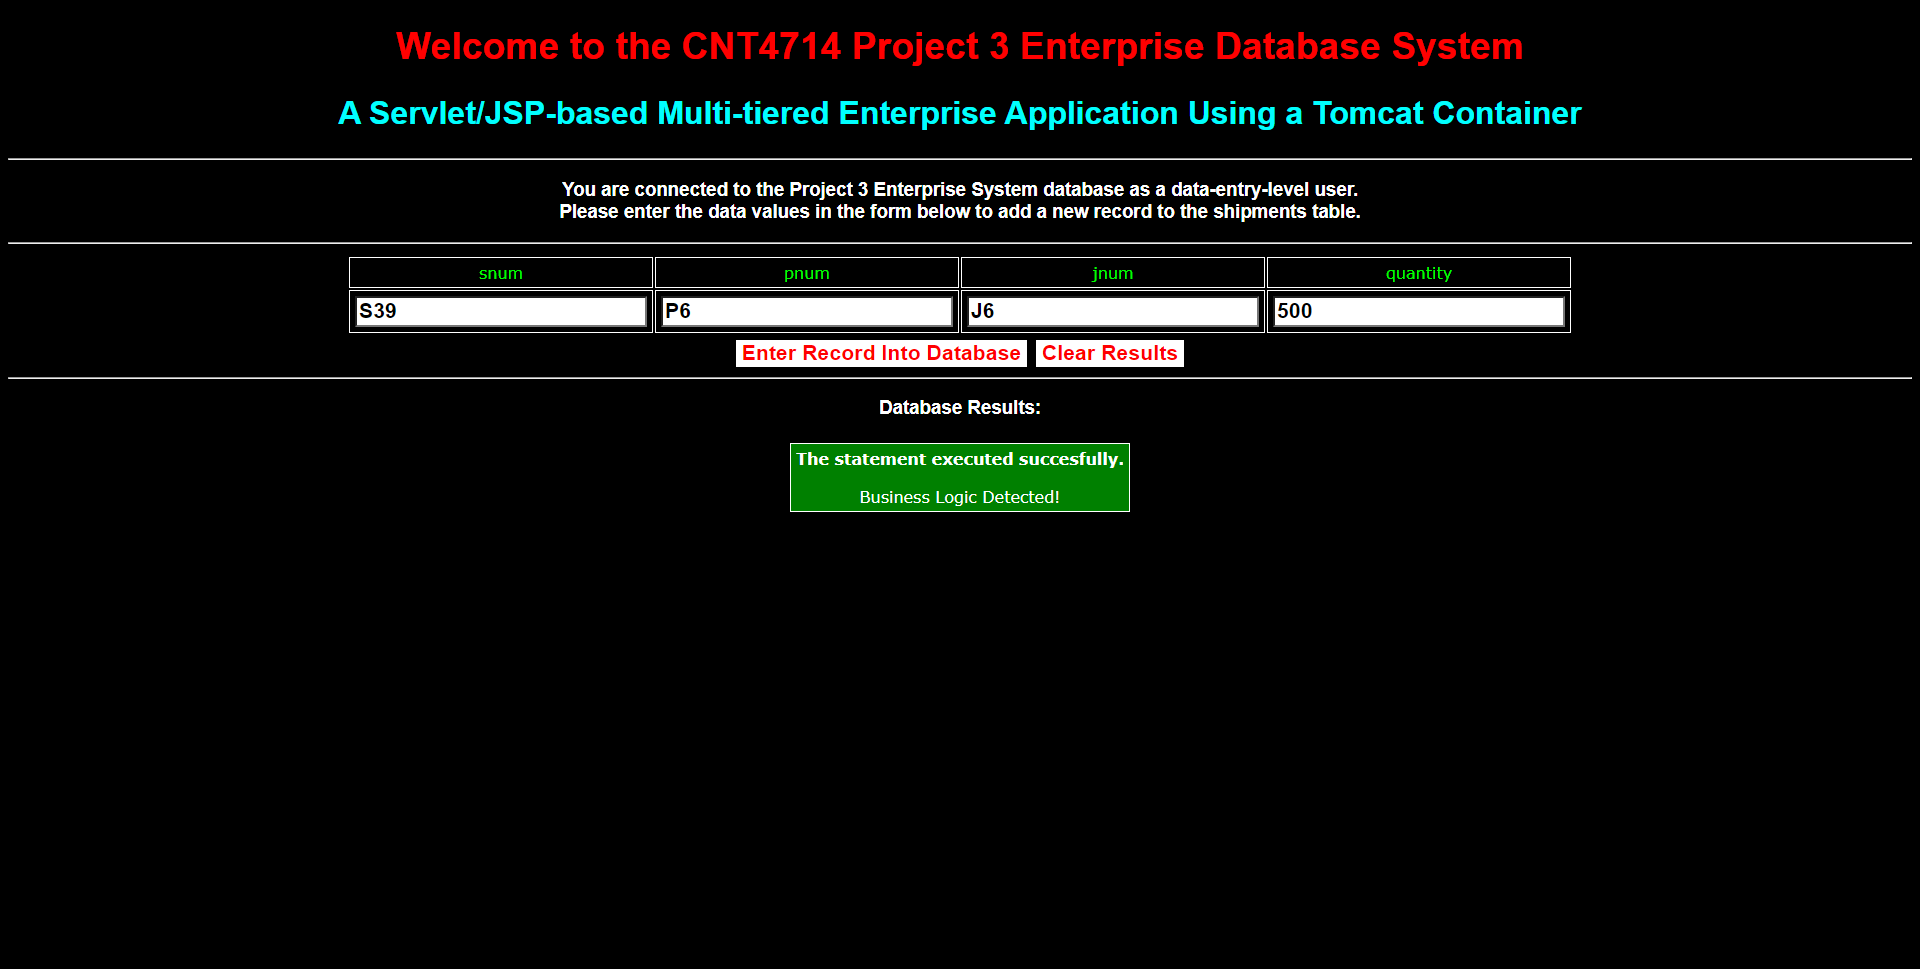 Welcome to the CNT4714 Project 3 Enterprise Database System
A Servlet/JSP-based Multi-tiered Enterprise Application Using a Tomcat Container
You are connected to the Project 3 Enterprise System database as a data-entry-level user.
Please enter the data values in the form below to add a new record to the shipments table.
snum pnum jnum quantity
S39 P6 J6 500
Enter Record Into Database Clear Results
Database Results:
The statement executed succesfully.
Business Logic Detected!